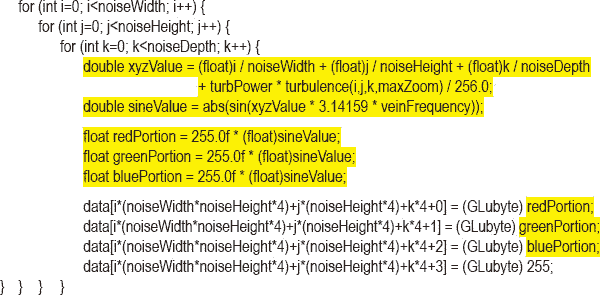 for (int i=0; i<noiseWidth; i++) {
for (int j=0; j<noiseHeight; j++) {
for (int k=0; k<noiseDepth; k++) {
double xyzValue = (float)i / noiseWidth + (float)j / noiseHeight + (float)k / noiseDepth
+ turbPower * turbulence(i,j,k,maxZoom) / 256.0;
double sineValue = abs(sin(xyzValue * 3.14159 * veinFrequency));
float redPortion = 255.0f * (float)sineValue;
float greenPortion = 255.0f * (float)sineValue;
float bluePortion = 255.0f * (float)sineValue;
data[i*(noiseWidth*noiseHeight*4)+j*(noiseHeight*4)+k*4+0] = (GLubyte) redPortion;
data[i*(noiseWidth*noiseHeight*4)+j*(noiseHeight*4)+k*4+1] = (GLubyte) greenPortion;
data[i*(noiseWidth*noiseHeight*4)+j*(noiseHeight*4)+k*4+2] = (GLubyte) bluePortion;
data[i*(noiseWidth*noiseHeight*4)+j*(noiseHeight*4)+k*4+3] = (GLubyte) 255;
} } } }